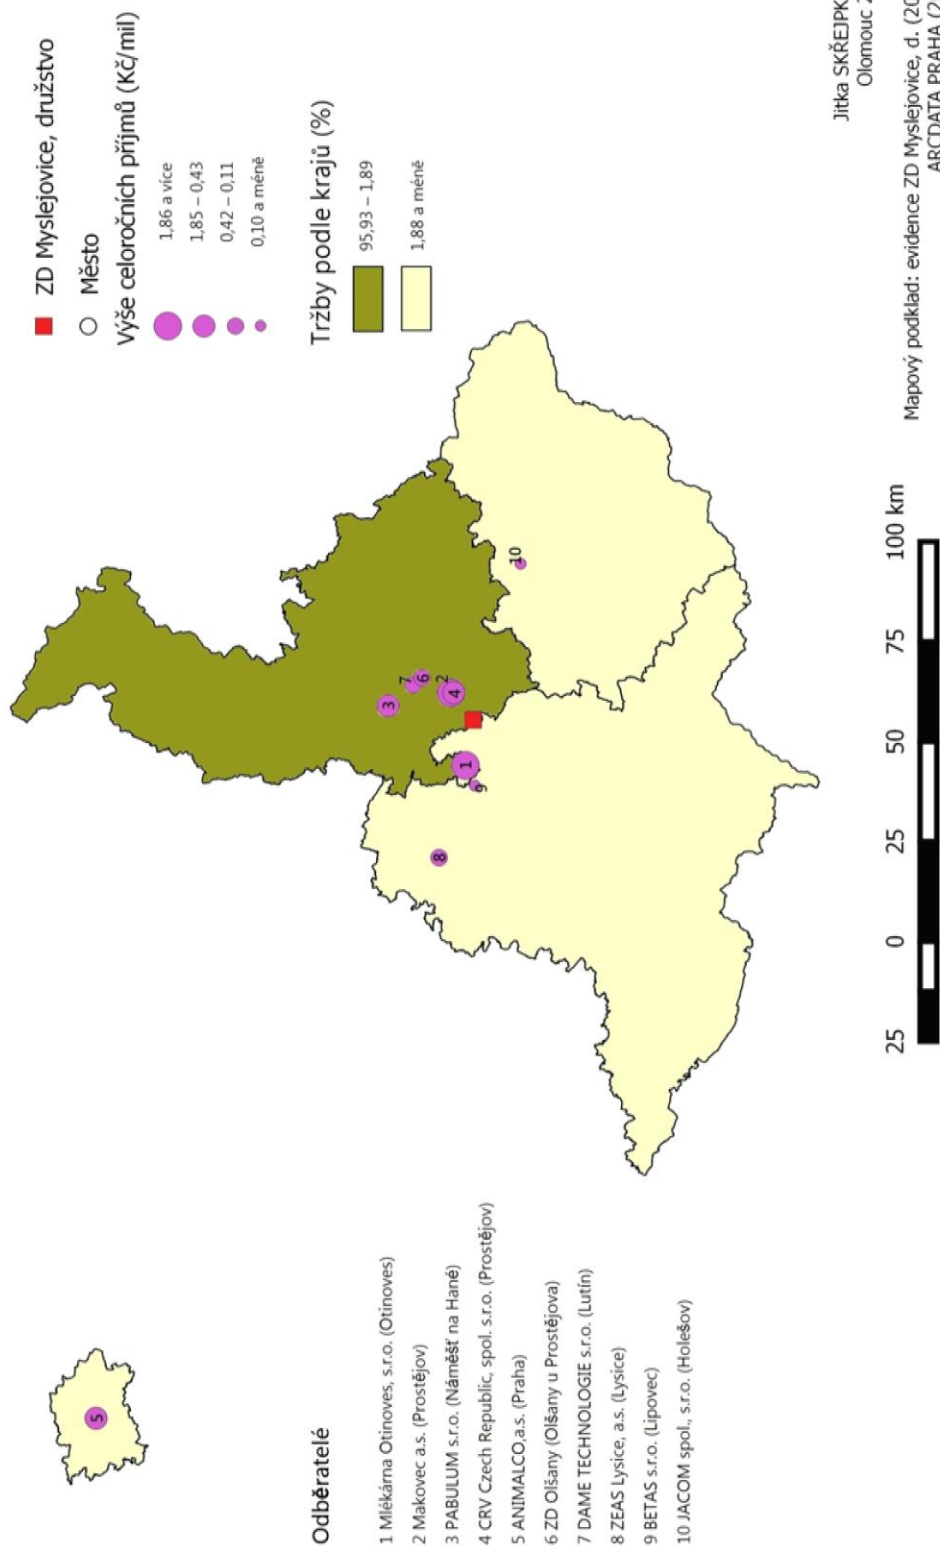 ZD Myslejovice, družstvo
Město
Výše celoročních příjmů (Kč/mil)
1,86 a více
1,85 – 0,43
0,42 – 0,11
0,10 a méně
Tržby podle krajů (%)
95,93 – 1,89
1,88 a méně
5
3
7
6
2
4
1
9
8
10
Odběratelé
1 Mlékárna Otinoves, s.r.o. (Otinoves)
2 Makovec a.s. (Prostějov)
3 PABULUM s.r.o. (Náměšť na Hané)
4 CRV Czech Republic, spol. s.r.o. (Prostějov)
5 ANIMALCO,a.s. (Praha)
6 ZD Olšany (Olšany u Prostějova)
7 DAME TECHNOLOGIE s.r.o. (Lutín)
8 ZEAS Lysice, a.s. (Lysice)
9 BETAS s.r.o. (Lipovec)
10 JACOM spol., s.r.o. (Holešov)
25 0 25 50 75 100 km
Jitka
Olomouc
Mapový podklad: evidence ZD Myslejovice, d.
ARCDATA PRAHA